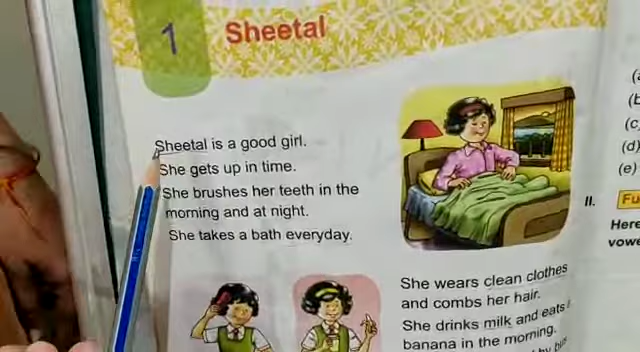 1
Sheetal
Sheetal is a good girl.
She gets up in time.
She brushes her teeth in the
morning and at night.
She takes a bath everyday.
She wears clean clothes
and combs her hair.
She drinks milk and eats
banana in the morning.
(b
(c
(d)
(e)
II.
Fu
Here
vowe